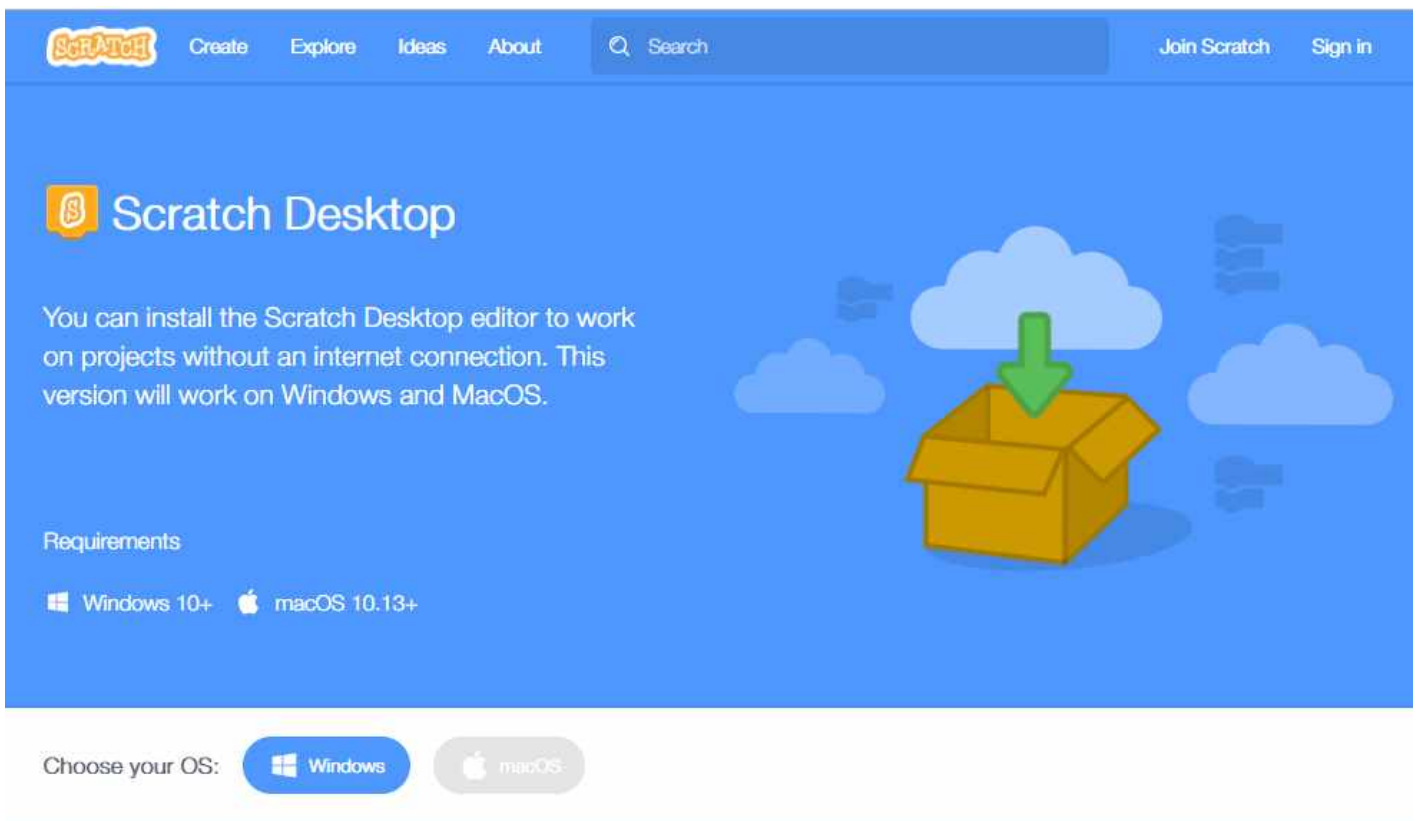 SCRATCH Create Explore Ideas About Search Join Scratch Sign in
Scratch Desktop
You can install the Scratch Desktop editor to work
on projects without an internet connection. This
version will work on Windows and MacOS.
Requirements
Windows 10+ macOS 10.13+
Choose your OS: Windows macOS